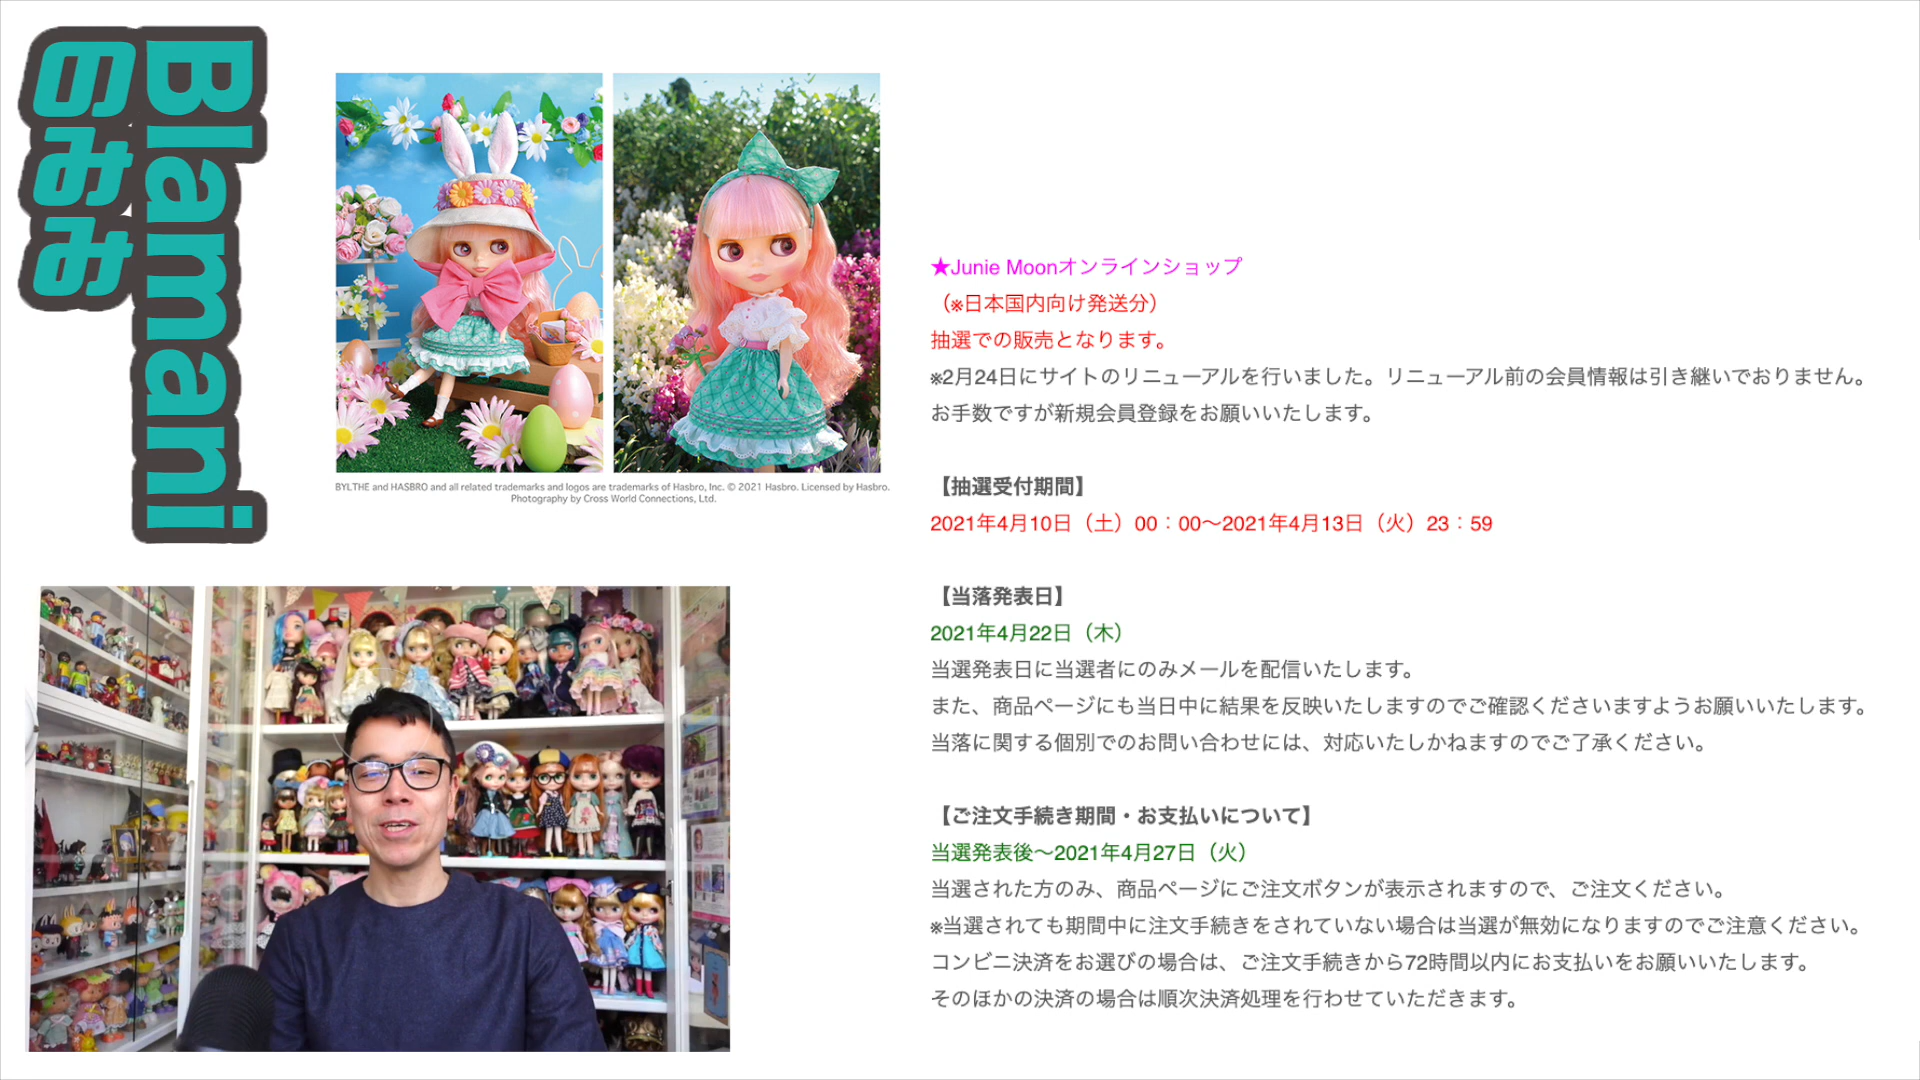 Blamani
のみみ
BYLTHE and HASBRO and all related trademarks and logos are trademarks of Hasbro, Inc. © 2021 Hasbro. Licensed by Hasbro.
Photography by Cross World Connections, Ltd.
★Junie Moonオンラインショップ
（※日本国内向け発送分）
抽選での販売となります。
※2月24日にサイトのリニューアルを行いました。リニューアル前の会員情報は引き継いでおりません。
お手数ですが新規会員登録をお願いいたします。
【抽選受付期間】
2021年4月10日（土）00：00〜2021年4月13日（火）23：59
【当落発表日】
2021年4月22日（木）
当選発表日に当選者にのみメールを配信いたします。
また、商品ページにも当日中に結果を反映いたしますのでご確認くださいますようお願いいたします。
当落に関する個別でのお問い合わせには、対応いたしかねますのでご了承ください。
【ご注文手続き期間・お支払いについて】
当選発表後〜2021年4月27日（火）
当選された方のみ、商品ページにご注文ボタンが表示されますので、ご注文ください。
※当選されても期間中に注文手続きをされていない場合は当選が無効になりますのでご注意ください。
コンビニ決済をお選びの場合は、ご注文手続きから72時間以内にお支払いをお願いいたします。
そのほかの決済の場合は順次決済処理を行わせていただきます。